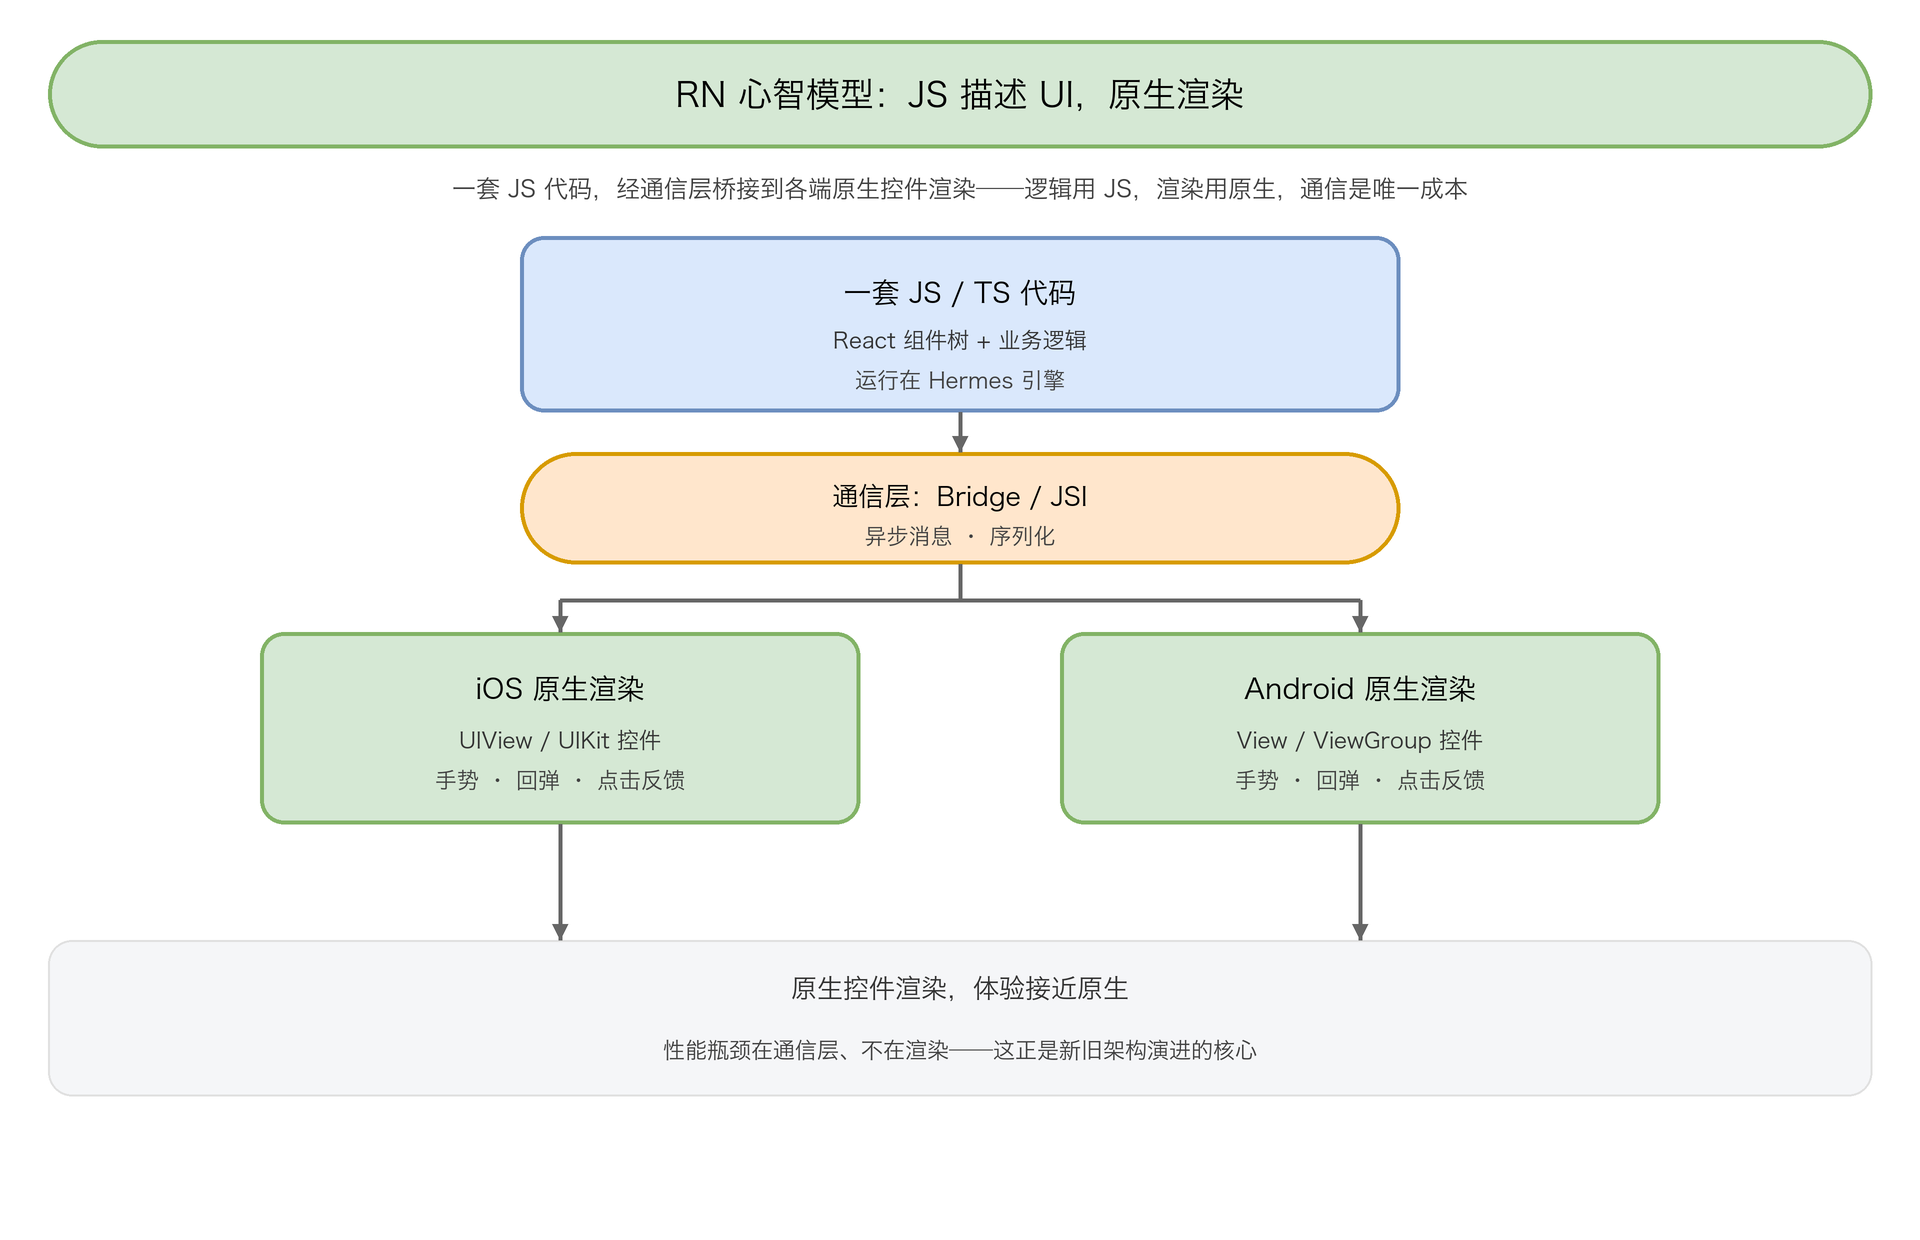 RN 心智模型：JS 描述 UI，原生渲染
一套 JS 代码，经通信层桥接到各端原生控件渲染——逻辑用 JS，渲染用原生，通信是唯一成本
一套 JS / TS 代码
React 组件树 + 业务逻辑
运行在 Hermes 引擎
通信层：Bridge / JSI
异步消息 · 序列化
iOS 原生渲染
UIView / UIKit 控件
手势 · 回弹 · 点击反馈
Android 原生渲染
View / ViewGroup 控件
手势 · 回弹 · 点击反馈
原生控件渲染，体验接近原生
性能瓶颈在通信层、不在渲染——这正是新旧架构演进的核心